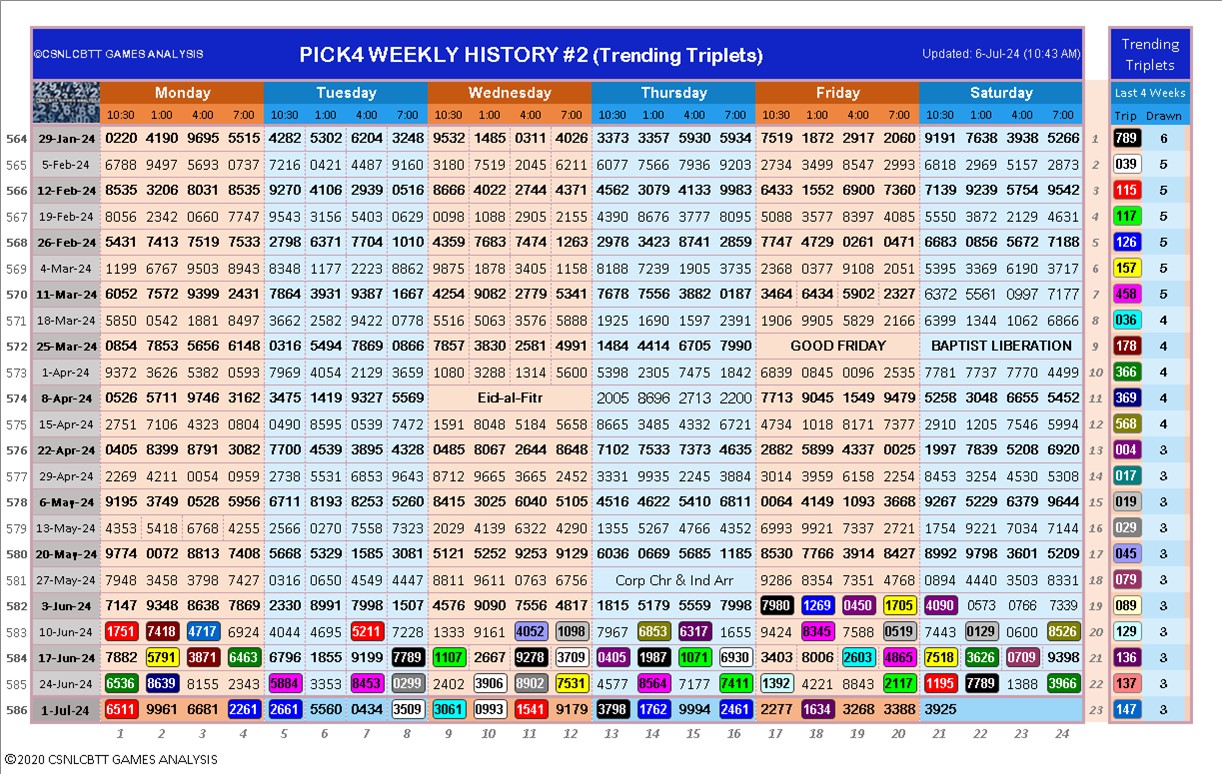 ©CSNLCBTT GAMES ANALYSIS PICK4 WEEKLY HISTORY #2 (Trending Triplets) Updated: 6-Jul-24 (10:43 AM) Trending Triplets
Monday Tuesday Wednesday Thursday Friday Saturday Last 4 Weeks
10:30 1:00 4:00 7:00 10:30 1:00 4:00 7:00 10:30 1:00 4:00 7:00 10:30 1:00 4:00 7:00 10:30 1:00 4:00 7:00 10:30 1:00 4:00 7:00 Trip Drawn
564 29-Jan-24 0220 4190 9695 5515 4282 5302 6204 3248 9532 1485 0311 4026 3373 3357 5930 5934 7519 1872 2917 2060 9191 7638 3938 5266 1 789 6
565 5-Feb-24 6788 9497 5693 0737 7216 0421 4487 9160 3180 7519 2045 6211 6077 7566 7936 9203 2734 3499 8547 2993 6818 2969 5157 2873 2 039 5
566 12-Feb-24 8535 3206 8031 8535 9270 4106 2939 0516 8666 4022 2744 4371 4562 3079 4133 9983 6433 1552 6900 7360 7139 9239 5754 9542 3 115 5
567 19-Feb-24 8056 2342 0660 7747 9543 3156 5403 0629 0098 1088 2905 2155 4390 8676 3777 8095 5088 3577 8397 4085 5550 3872 2129 4631 4 117 5
568 26-Feb-24 5431 7413 7519 7533 2798 6371 7704 1010 4359 7683 7474 1263 2978 3423 8741 2859 7747 4729 0261 0471 6683 0856 5672 7188 5 126 5
569 4-Mar-24 1199 6767 9503 8943 8348 1177 2223 8862 9875 1878 3405 1158 8188 7239 1905 3735 2368 0377 9108 2051 5395 3369 6190 3717 6 157 5
570 11-Mar-24 6052 7572 9399 2431 7864 3931 9387 1667 9254 9082 2779 5341 7678 7556 3882 0187 3464 6434 5902 2327 6372 5561 0997 7177 7 458 5
571 18-Mar-24 5850 0542 1881 8497 3662 2582 9422 0776 5516 5063 3576 5888 1925 1690 1597 2391 1906 9905 5829 2166 6399 1344 1062 6866 8 036 4
572 25-Mar-24 0854 7853 5656 6148 0316 5494 7869 0866 7857 3830 2581 4991 1484 4414 6705 7990 GOOD FRIDAY BAPTIST LIBERATION 9 178 4
573 1-Apr-24 9372 3626 5382 0593 7969 4054 2129 3659 1080 3288 1314 5600 5398 2305 7475 1842 6839 0845 0096 2535 7781 7737 7770 4499 10 366 4
574 8-Apr-24 0526 5711 9746 3162 3475 1419 9327 5569 Eid-al-Fitr 2005 8696 2713 2200 7713 9045 1549 9479 5258 3048 6655 5452 11 369 4
575 15-Apr-24 2751 7106 4323 0804 0490 8595 0539 7472 1591 8048 5184 5658 8665 3485 4332 6721 4734 1018 8171 7377 2910 1205 7546 5994 12 568 4
576 22-Apr-24 0405 8399 8791 3082 7700 4539 3895 4328 0485 8067 2644 8648 7102 7533 7373 4635 2882 5899 4337 0025 1997 7839 5208 6920 13 004 3
577 29-Apr-24 2269 4211 0054 0959 2738 5531 7651 9643 9712 9665 3665 2452 3331 9935 2245 3884 3014 3959 6158 2254 8453 3254 4530 5308 14 017 3
578 6-May-24 9195 3749 0528 5956 6711 8193 8253 5260 8415 3025 6040 5105 4516 4622 5410 6811 0064 4149 1093 3668 9267 5229 6379 9644 15 019 3
579 13-May-24 4353 5418 6768 4255 2566 0270 7558 7323 2029 4139 6322 4290 1355 5267 4766 4352 6993 9921 7337 2721 1754 9221 7034 7144 16 029 3
580 20-May-24 9774 0072 8813 7408 5668 5329 1585 3081 5121 5252 9253 9129 6036 0669 5685 1185 8530 7766 3914 8427 8992 9798 3601 5209 17 045 3
581 27-May-24 7948 3458 3798 7427 0316 0650 4549 4447 8811 9611 0763 6756 Corp Chr & Ind Arr 9286 8354 7351 4768 0894 4440 3503 8331 18 079 3
582 3-Jun-24 7147 9348 8638 7869 2330 8991 7998 1507 4576 9090 7556 4817 1815 5179 5559 7998 7980 1269 0450 1705 4090 0573 0766 7339 19 089 3
583 10-Jun-24 1751 7418 4717 6924 4044 4695 5211 7228 1333 9161 4052 1098 7967 6853 6317 1655 9424 8345 7588 0519 7443 0129 0600 8526 20 129 3
584 17-Jun-24 7882 5791 3871 6463 6796 1855 9199 7789 1107 2667 9278 3709 0405 1987 1071 6930 3403 8006 2603 4865 7518 3626 0709 9398 21 136 3
585 24-Jun-24 6536 8639 8155 2343 5884 3353 8453 0299 2402 3906 8902 7531 4577 8564 7177 7411 1392 4221 8843 2117 1195 7789 1388 3966 22 137 3
586 1-Jul-24 6511 9961 6681 2261 2661 5560 0434 3509 3061 0993 1541 9179 3798 1762 9994 2461 2277 1634 3268 3388 3925 23 147 3
1 2 3 4 5 6 7 8 9 10 11 12 13 14 15 16 17 18 19 20 21 22 23 24
©2020 CSNLCBTT GAMES ANALYSIS